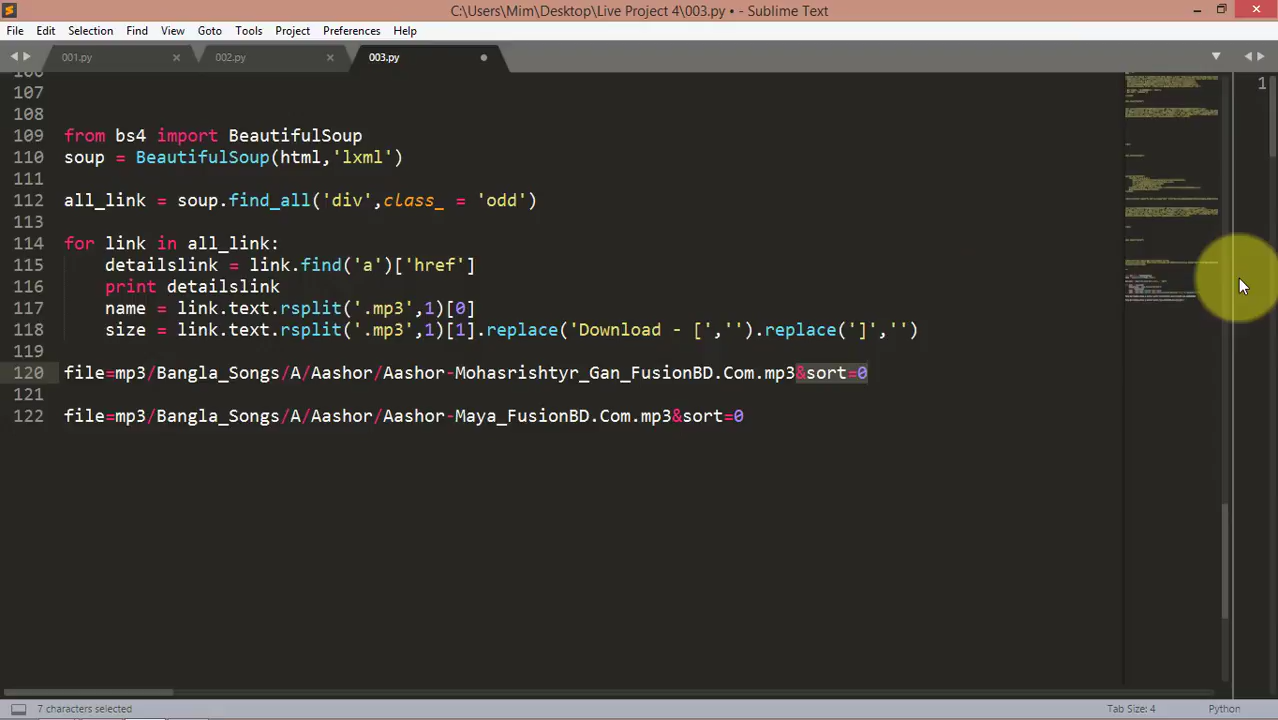 C:\Users\Mim\Desktop\Live Project 4\003.py • - Sublime Text
File Edit Selection Find View Goto Tools Project Preferences Help
001.py 002.py 003.py
107
108
109 from bs4 import BeautifulSoup
110 soup = BeautifulSoup(html,'lxml')
111
112 all_link = soup.find_all('div',class_ = 'odd')
113
114 for link in all_link:
115 detailslink = link.find('a')['href']
116 print detailslink
117 name = link.text.rsplit('.mp3',1)[0]
118 size = link.text.rsplit('.mp3',1)[1].replace('Download - [','').replace(']','')
119
120 file=mp3/Bangla_Songs/A/Aashor/Aashor-Mohasrishtyr_Gan_FusionBD.Com.mp3&sort=0
121
122 file=mp3/Bangla_Songs/A/Aashor/Aashor-Maya_FusionBD.Com.mp3&sort=0
1
7 characters selected Tab Size: 4 Python